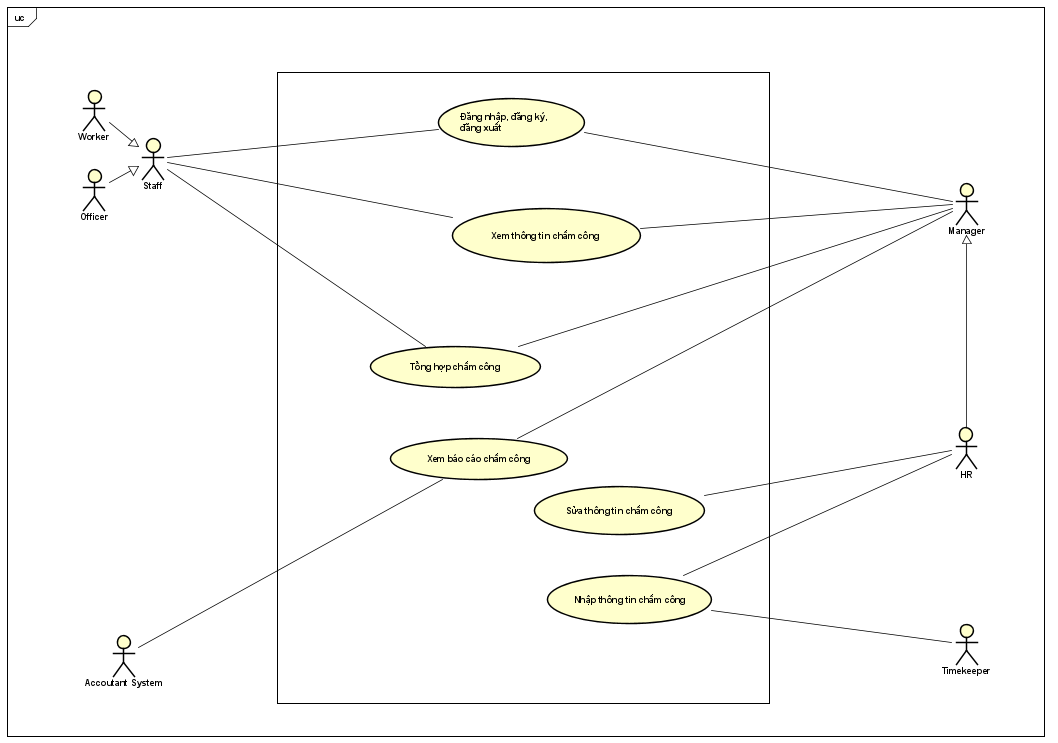 uc
Đăng nhập, đăng ký,
đăng xuất
Worker
Staff
Officer
Manager
Xem thông tin chấm công
Tổng hợp chấm công
Xem báo cáo chấm công
HR
Sửa thông tin chấm công
Nhập thông tin chấm công
Timekeeper
Accoutant System